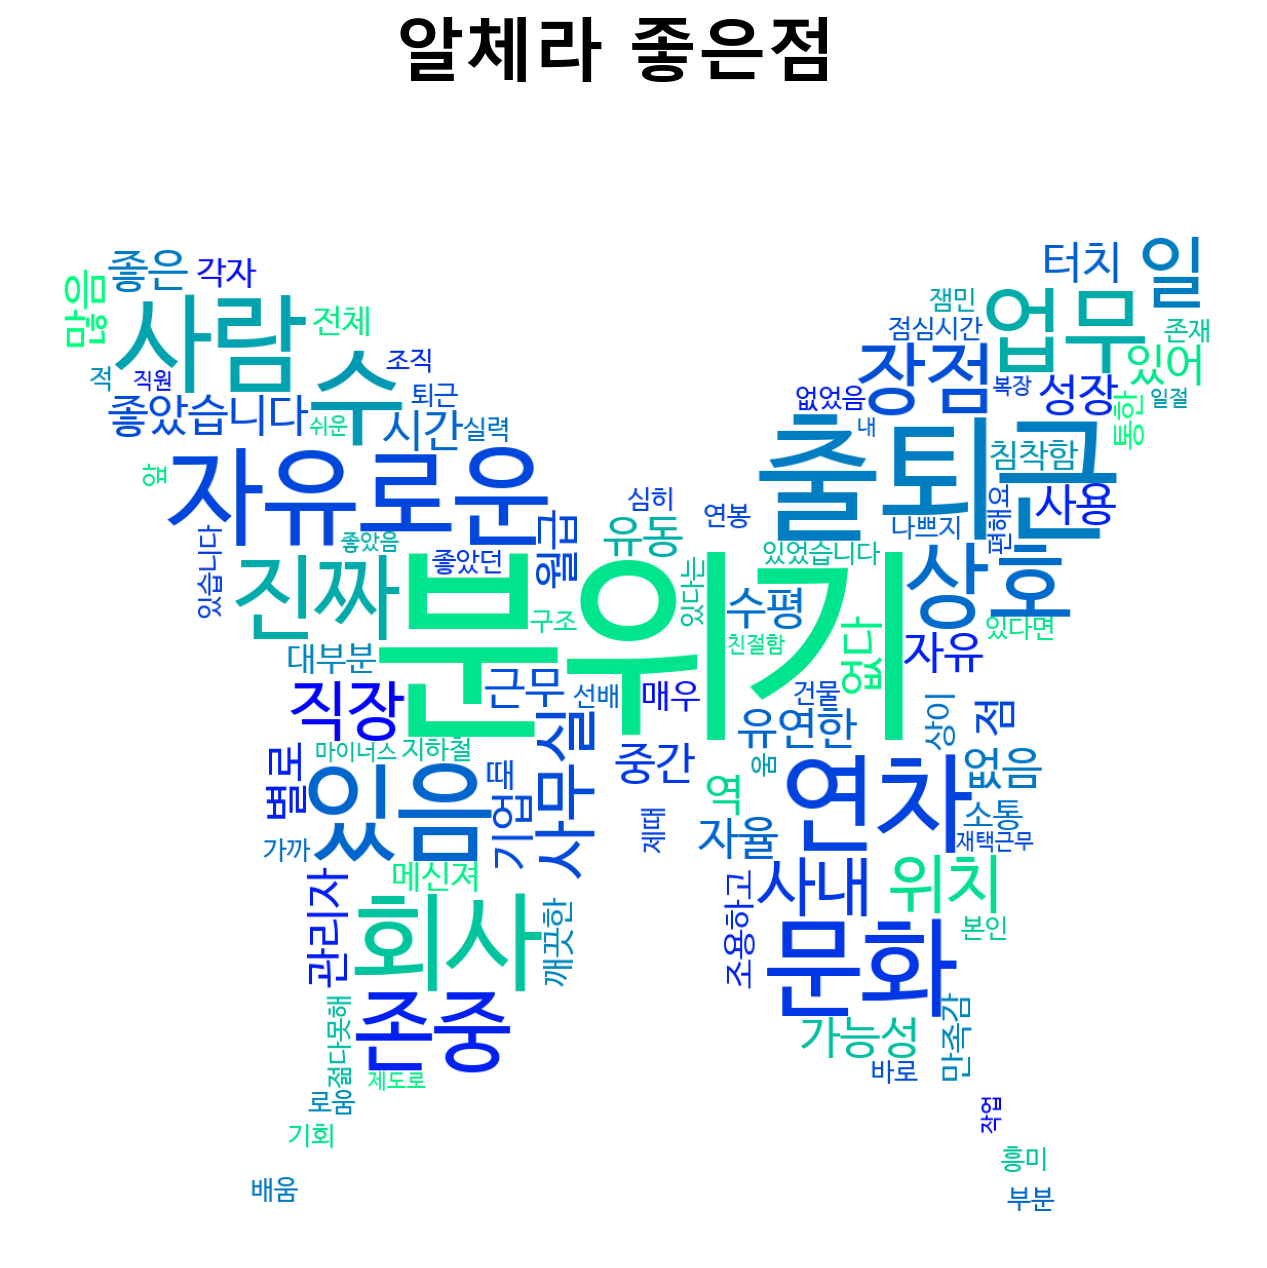 알체라 좋은점
좋은
각자
많음
사람
전체
수
조직
적
직원
퇴근
좋았습니다
쉬운
시간
실력
앞
자유로운
좋았음
좋았던
월급
있습니다
진짜
분위기
구조
대부분
직장
근무
선배
매우
사무실
마이너스
지하철
별로
있음
때
기업
가까
메신져
관리자
회사
깨끗한
존중
젊다못해
제도로
로움
기회
배움
터치
일
잼민
업무
점심시간
존재
장점
있어
없었음
복장
성장
일절
통한
내
출퇴근
침착함
사용
편해요
나쁘지
심히
연봉
유동
있었습니다
상호
있다는
수평
친절함
없다
자유
있다면
건물
유연한
상이
점
중간
움
역
연차
없음
제때
자율
소통
재택근무
사내
위치
조용하고
문화
본인
가능성
만족감
바로
작업
흥미
부분